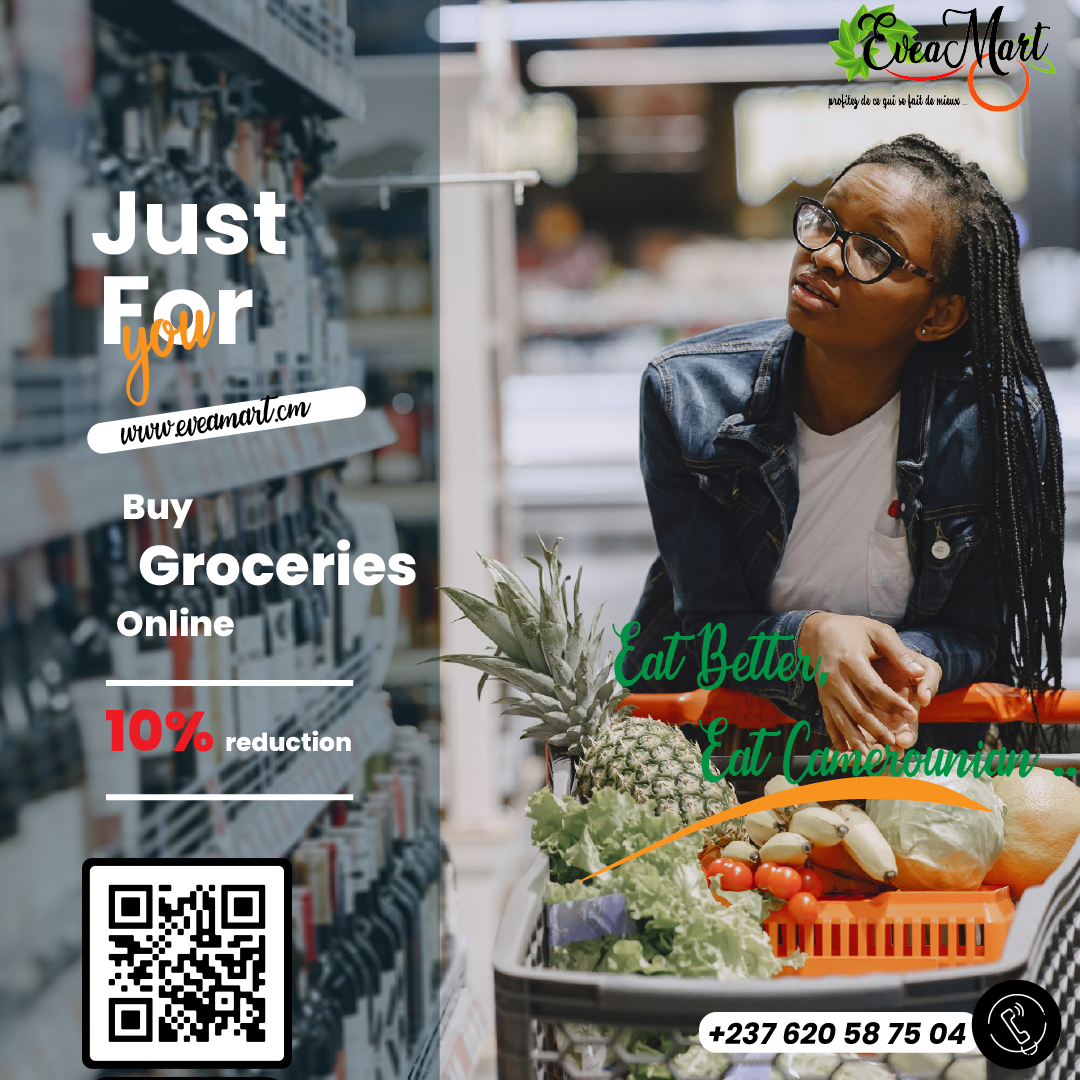 EveaMart
profitez de ce qui se fait de mieux ..
Just
For
you
www.eveamart.cm
Buy
Groceries
Online
10% reduction
Eat Better,
Eat Camerounian ..
+237 620 58 75 04